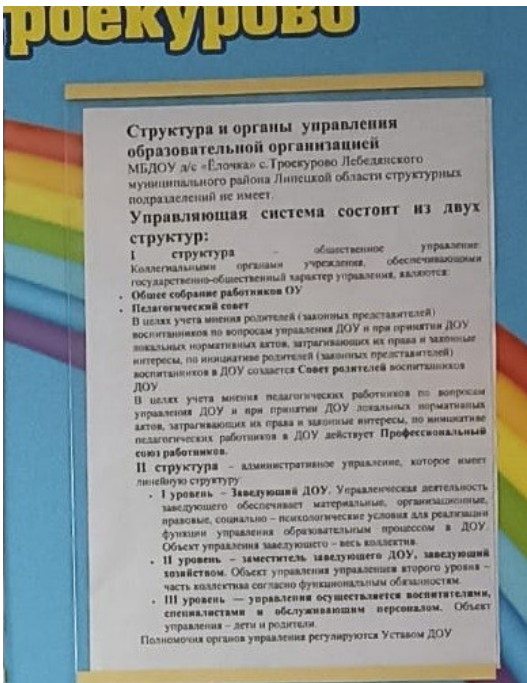 Троекурово
Структура и органы управления
образовательной организацией
МБДОУ д/с «Ёлочка» с.Троекурово Лебедянского
муниципального района Липецкой области структурных
подразделений не имеет.
Управляющая система состоит из двух
структур:
I структура – общественное управление:
Коллегиальными органами учреждения, обеспечивающими
государственно-общественный характер управления, являются:
• Общее собрание работников ОУ
• Педагогический совет
В целях учета мнения родителей (законных представителей)
воспитанников по вопросам управления ДОУ и при принятии ДОУ
локальных нормативных актов, затрагивающих их права и законные
интересы, по инициативе родителей (законных представителей)
воспитанников в ДОУ создается Совет родителей воспитанников
ДОУ
В целях учета мнения педагогических работников по вопросам
управления ДОУ и при принятии ДОУ локальных нормативных
актов, затрагивающих их права и законные интересы, по инициативе
педагогических работников в ДОУ действует Профессиональный
союз работников.
II структура – административное управление, которое имеет
линейную структуру:
• I уровень – Заведующий ДОУ. Управленческая деятельность
заведующего обеспечивает материальные, организационные,
правовые, социально – психологические условия для реализации
функции управления образовательным процессом в ДОУ.
Объект управления заведующего – весь коллектив.
• II уровень – заместитель заведующего ДОУ, заведующий
хозяйством. Объект управления управленцев второго уровня –
часть коллектива согласно функциональным обязанностям.
• III уровень — управления осуществляется воспитателями,
специалистами и обслуживающим персоналом. Объект
управления – дети и родители.
Полномочия органов управления регулируются Уставом ДОУ